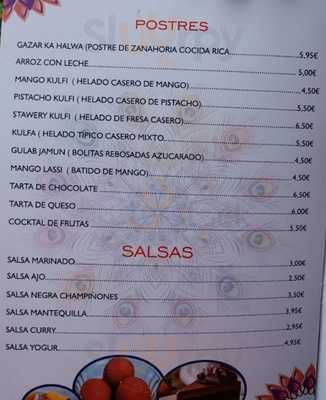 POSTRES
GAZAR KA HALWA (POSTRE DE ZANAHORIA COCIDA RICA 5,95€
ARROZ CON LECHE 5,00€
MANGO KULFI ( HELADO CASERO DE MANGO) 4,50€
PISTACHO KULFI ( HELADO CASERO DE PISTACHO) 5.50€
STAWERY KULFI ( HELADO DE FRESA CASERO) 6.50€
KULFA ( HELADO TIPICO CASERO MIXTO 5.50€
GULAB JAMUN ( BOLITAS REBOSADAS AZUCARADO) 4.50€
MANGO LASSI ( BATIDO DE MANGO) 4,50€
TARTA DE CHOCOLATE 6,50€
TARTA DE QUESO 6,00€
COCKTAL DE FRUTAS 5,50€
SALSAS
SALSA MARINADO 3,00€
SALSA AJO 2.50€
SALSA NEGRA CHAMPIÑONES 3.50€
SALSA MANTEQUILLA 3,95€
SALSA CURRY 2,95€
SALSA YOGUR 4,95€